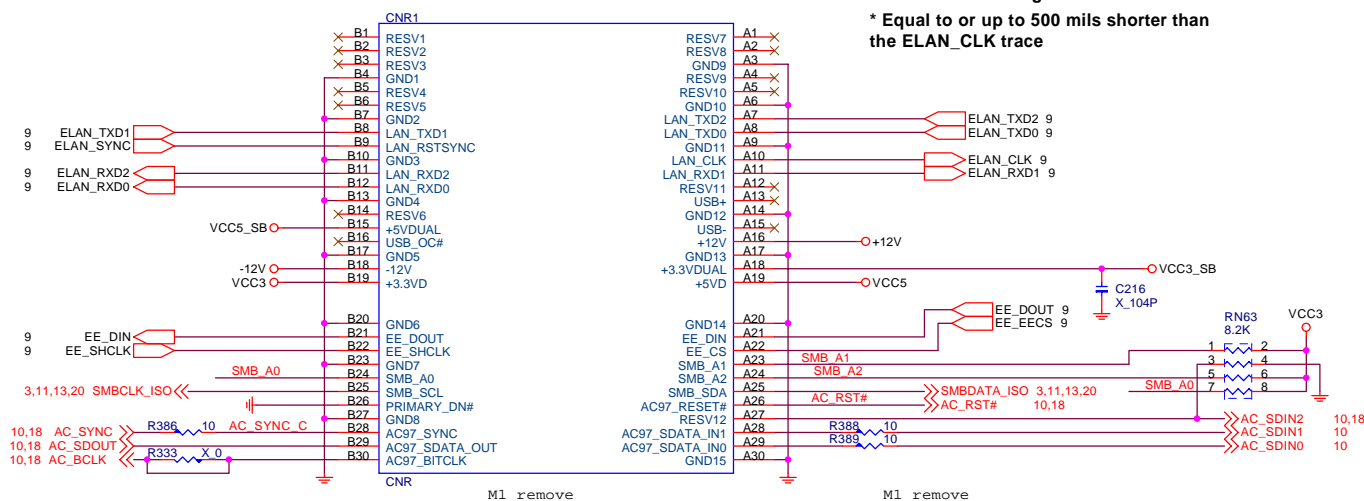 * Equal to or up to 500 mils shorter than
the ELAN_CLK trace
CNR1
B1 RESV1
B2 RESV2
B3 RESV3
B4 GND1
B5 RESV4
B6 RESV5
B7 GND2
9 ELAN_TXD1 B8 LAN_TXD1
9 ELAN_SYNC B9 LAN_RSTSYNC
B10 GND3
9 ELAN_RXD2 B11 LAN_RXD2
9 ELAN_RXD0 B12 LAN_RXD0
B13 GND4
B14 RESV6
VCC5_SB B15 +5VDUAL
B16 USB_OC#
B17 GND5
-12V B18 -12V
VCC3 B19 +3.3VD
B20 GND6
9 EE_DIN B21 EE_DOUT
9 EE_SHCLK B22 EE_SHCLK
B23 GND7
SMB_A0 B24 SMB_A0
3,11,13,20 SMBCLK_ISO B25 SMB_SCL
B26 PRIMARY_DN#
B27 GND8
10,18 AC_SYNC R386 10 AC_SYNC_C B28 AC97_SYNC
10,18 AC_SDOUT B29 AC97_SDATA_OUT
10,18 AC_BCLK R333 X_0 B30 AC97_BITCLK
CNR
RESV7 A1
RESV8 A2
GND9 A3
RESV9 A4
RESV10 A5
GND10 A6
LAN_TXD2 A7 ELAN_TXD2 9
LAN_TXD0 A8 ELAN_TXD0 9
GND11 A9
LAN_CLK A10 ELAN_CLK 9
LAN_RXD1 A11 ELAN_RXD1 9
RESV11 A12
USB+ A13
GND12 A14
USB- A15
+12V A16 +12V
GND13 A17
+3.3VDUAL A18 VCC3_SB
+5VD A19 VCC5
C216
X_104P
GND14 A20
EE_DIN A21 EE_DOUT 9
EE_CS A22 EE_EECS 9
SMB_A1 A23 SMB_A1
SMB_A2 A24 SMB_A2
SMB_SDA A25 SMBDATA_ISO 3,11,13,20
AC97_RESET# A26 AC_RST# AC_RST# 10,18
RESV12 A27 AC_SDIN2 10,18
AC97_SDATA_IN1 A28 R388 10 AC_SDIN1 10
AC97_SDATA_IN0 A29 R389 10 AC_SDIN0 10
GND15 A30
RN63
8.2K
VCC3
1 2
3 4
5 6
SMB_A0 7 8
M1 remove
M1 remove